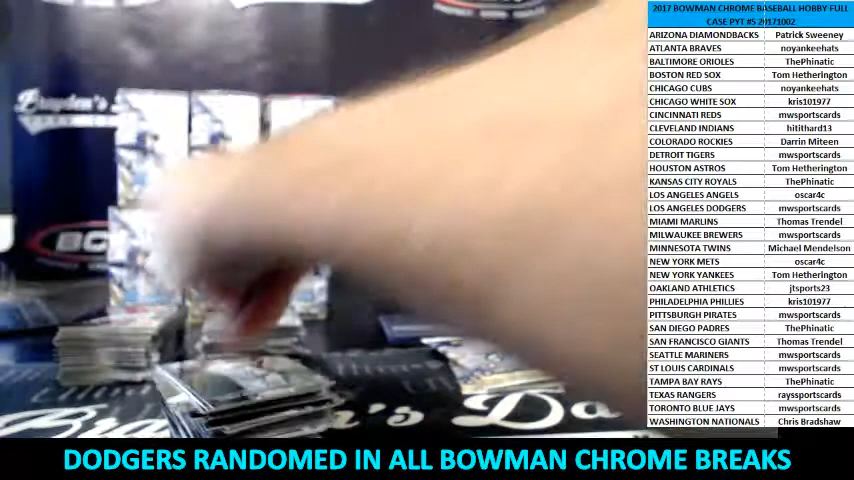 2017 BOWMAN CHROME BASEBALL HOBBY FULL
CASE PYT #5 20171002
ARIZONA DIAMONDBACKS Patrick Sweeney
ATLANTA BRAVES noyankeehats
BALTIMORE ORIOLES ThePhinatic
BOSTON RED SOX Tom Hetherington
CHICAGO CUBS noyankeehats
CHICAGO WHITE SOX kris101977
CINCINNATI REDS mwsportscards
CLEVELAND INDIANS hitithard13
COLORADO ROCKIES Darrin Miteen
DETROIT TIGERS mwsportscards
HOUSTON ASTROS Tom Hetherington
KANSAS CITY ROYALS ThePhinatic
LOS ANGELES ANGELS oscar4c
LOS ANGELES DODGERS mwsportscards
MIAMI MARLINS Thomas Trendel
MILWAUKEE BREWERS mwsportscards
MINNESOTA TWINS Michael Mendelson
NEW YORK METS oscar4c
NEW YORK YANKEES Tom Hetherington
OAKLAND ATHLETICS jtsports23
PHILADELPHIA PHILLIES kris101977
PITTSBURGH PIRATES mwsportscards
SAN DIEGO PADRES ThePhinatic
SAN FRANCISCO GIANTS Thomas Trendel
SEATTLE MARINERS mwsportscards
ST LOUIS CARDINALS mwsportscards
TAMPA BAY RAYS ThePhinatic
TEXAS RANGERS rayssportscards
TORONTO BLUE JAYS mwsportscards
WASHINGTON NATIONALS Chris Bradshaw
Brayden's
BC
DODGERS RANDOMED IN ALL BOWMAN CHROME BREAKS